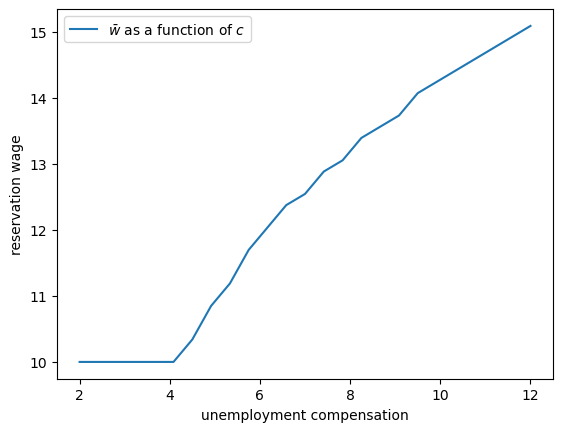 w̄ as a function of c
15
14
13
12
11
10
reservation wage
2 4 6 8 10 12
unemployment compensation